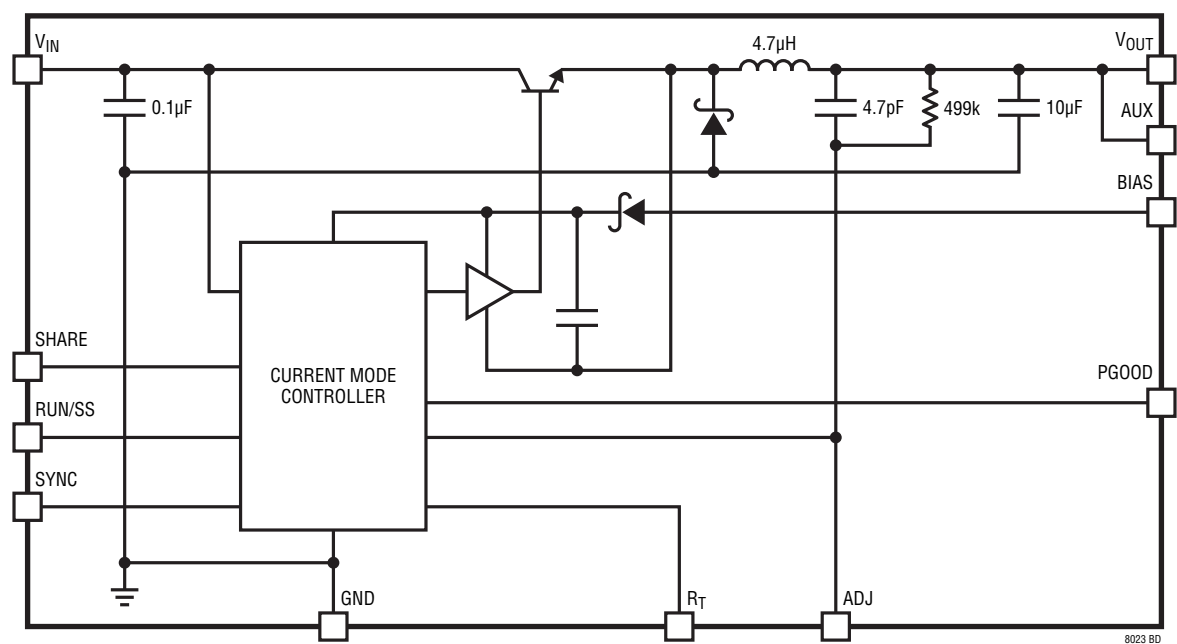 VIN
0.1µF
4.7µH
VOUT
4.7pF
499k
10µF
AUX
BIAS
SHARE
CURRENT MODE
CONTROLLER
PGOOD
RUN/SS
SYNC
GND
RT
ADJ
8023 BD